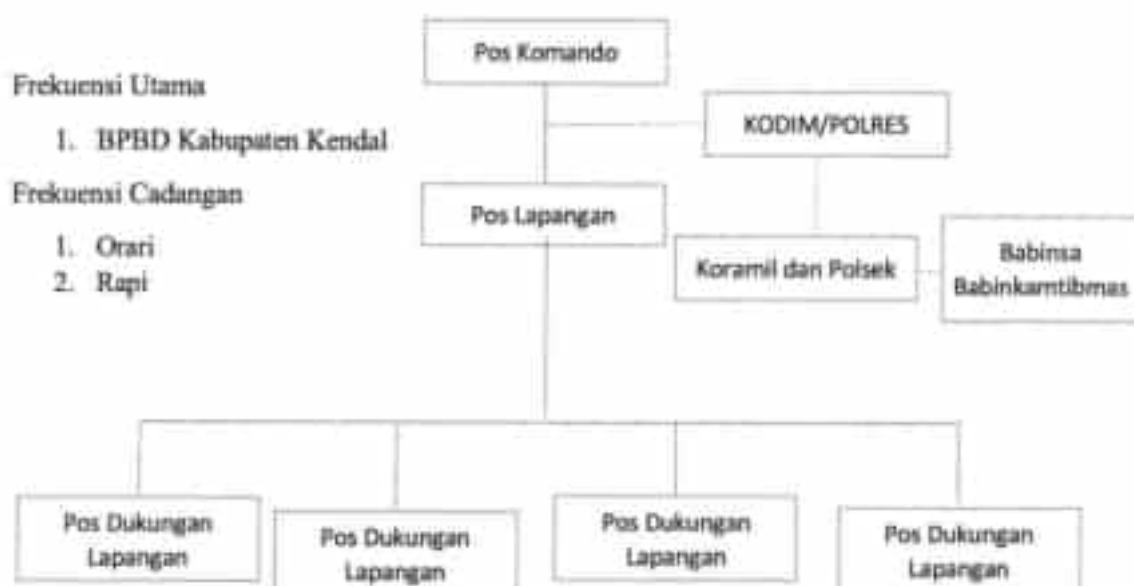 Pos Komando
Frekuensi Utama
1. BPBD Kabupaten Kendal
KODIM/POLRES
Frekuensi Cadangan
Pos Lapangan
1. Orari
2. Rapi
Koramil dan Polsek
Babinsa
Babinkamtibmas
Pos Dukungan
Lapangan
Pos Dukungan
Lapangan
Pos Dukungan
Lapangan
Pos Dukungan
Lapangan